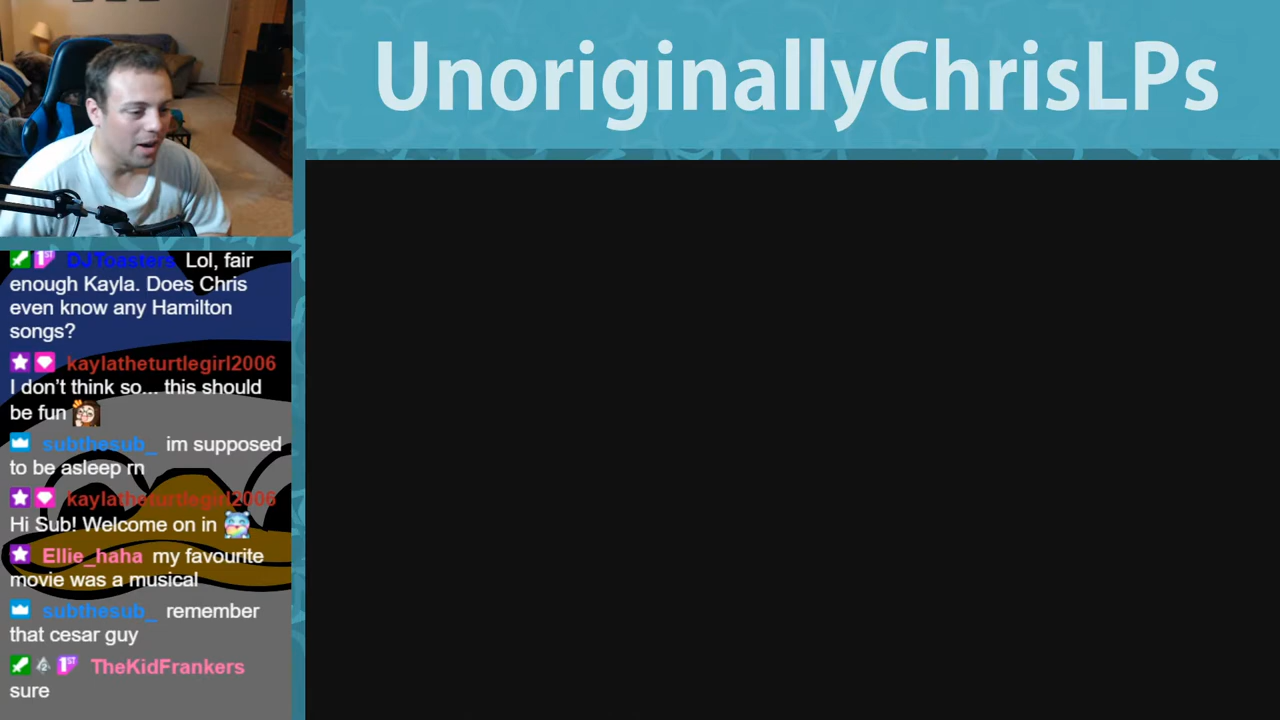 UnoriginallyChrisLPs
DJToasters Lol, fair
enough Kayla. Does Chris
even know any Hamilton
songs?
kaylatheturtlegirl2006
I don't think so... this should
be fun
subthesub_ im supposed
to be asleep rn
kaylatheturtlegirl2006
Hi Sub! Welcome on in
Ellie_haha my favourite
movie was a musical
subthesub_ remember
that cesar guy
1ST TheKidFrankers
sure